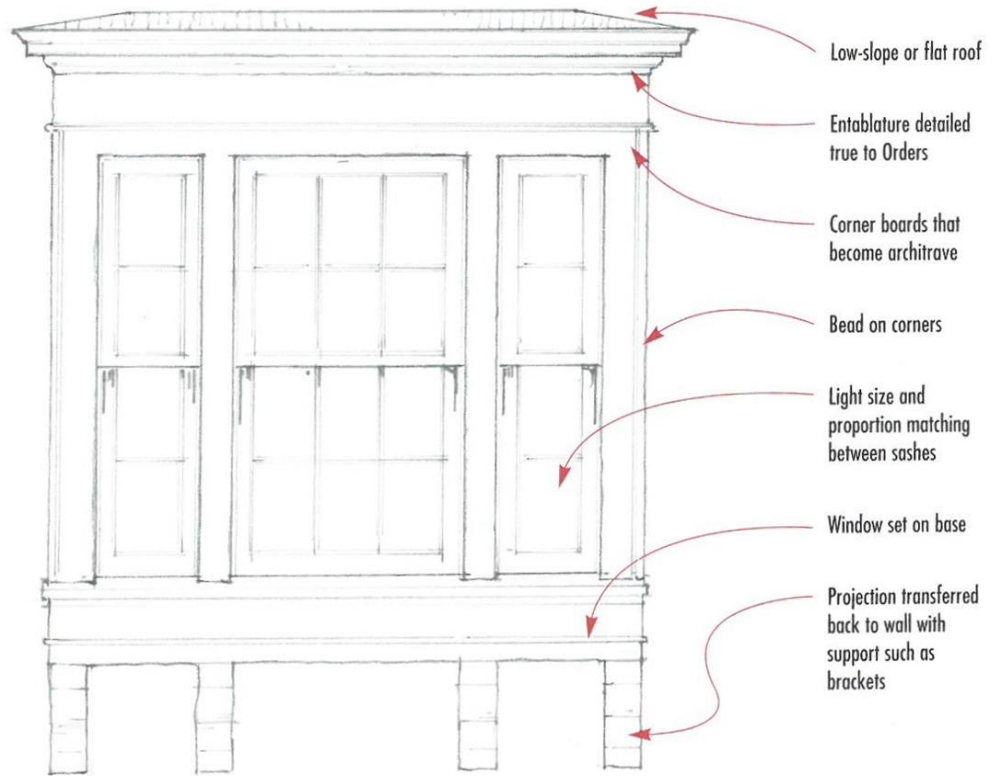 Low-slope or flat roof
Entablature detailed
true to Orders
Corner boards that
become architrave
Bead on corners
Light size and
proportion matching
between sashes
Window set on base
Projection transferred
back to wall with
support such as
brackets